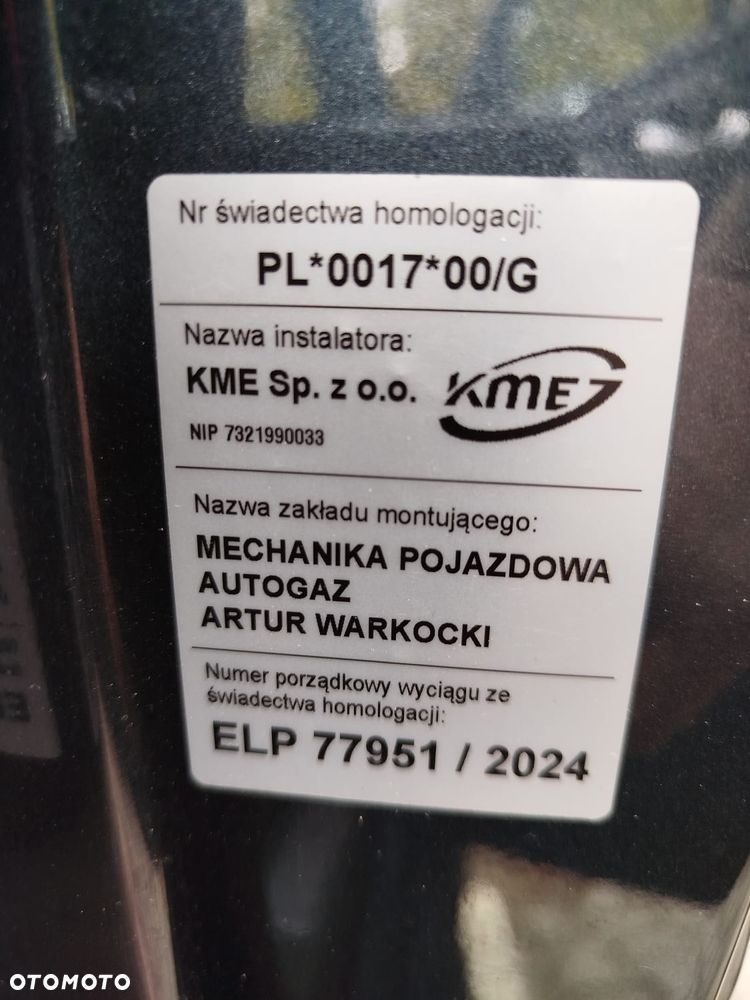 Nr świadectwa homologacji:
PL*0017*00/G
Nazwa instalatora:
KME Sp. z o.o.
KME
NIP 7321990033
Nazwa zakładu montującego:
MECHANIKA POJAZDOWA
AUTOGAZ
ARTUR WARKOCKI
Numer porządkowy wyciągu ze
świadectwa homologacji:
ELP 77951 / 2024
OTOMOTO